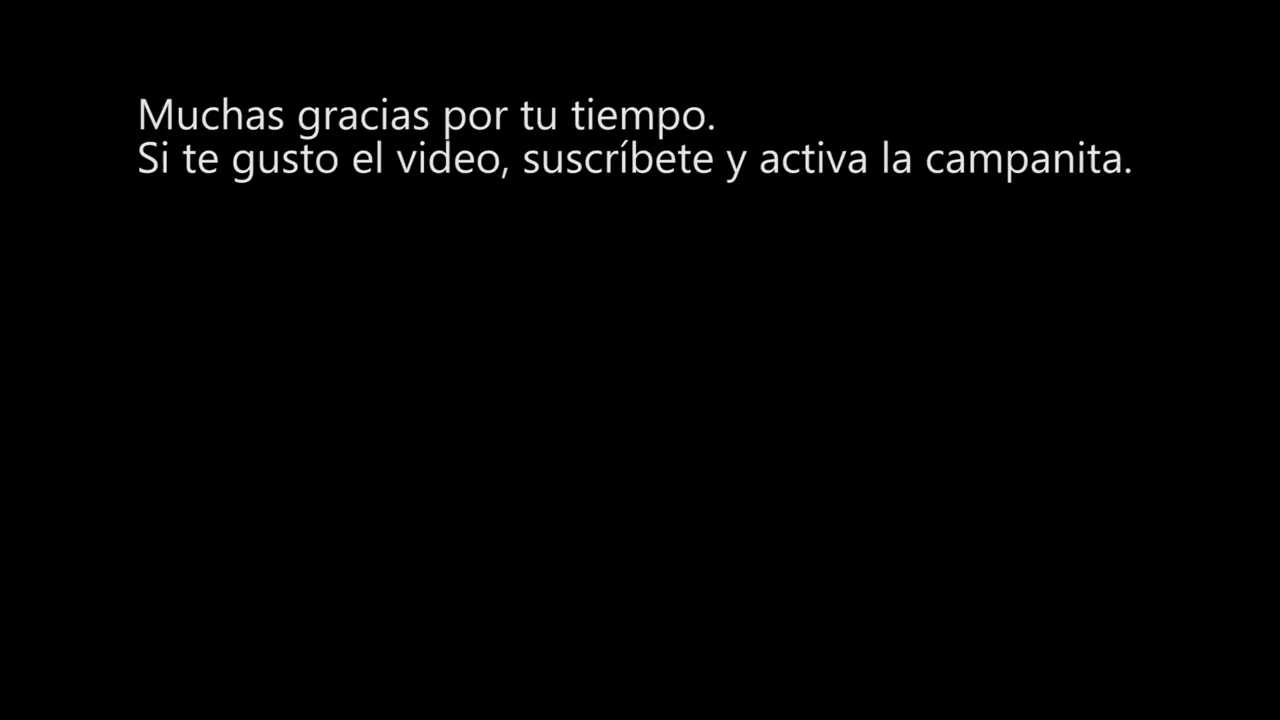 Muchas gracias por tu tiempo.
Si te gusto el video, suscríbete y activa la campanita.